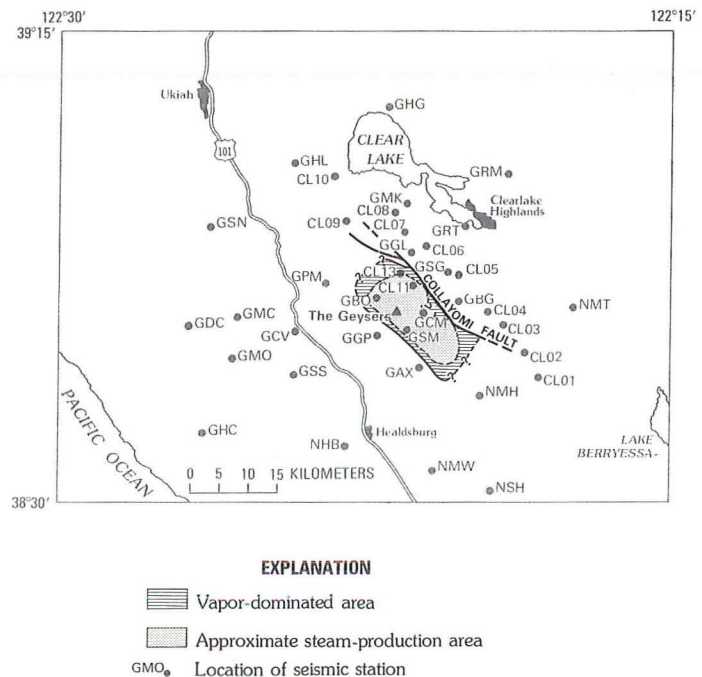 122°30′
122°15′
39°15′
Ukiah
GHG
CLEAR
LAKE
101
GHL
GRM
CL10
GMK
Clearlake
Highlands
CL08
CL09
CL07
GRT
GSN
GGL
CL06
GSG
CL05
CL13
GPM
CL11
GBO
GBG
COLLAYOMI FAULT
NMT
The Geysers
CL04
GMC
GCM
CL03
GDC
GCV
GSM
GGP
CL02
GMO
GAX
CL01
GSS
NMH
PACIFIC OCEAN
GHC
Healdsburg
NHB
LAKE
BERRYESSA
NMW
0 5 10 15 KILOMETERS
NSH
38°30′
?
?
?
?
EXPLANATION
Vapor-dominated area
Approximate steam-production area
GMO Location of seismic station